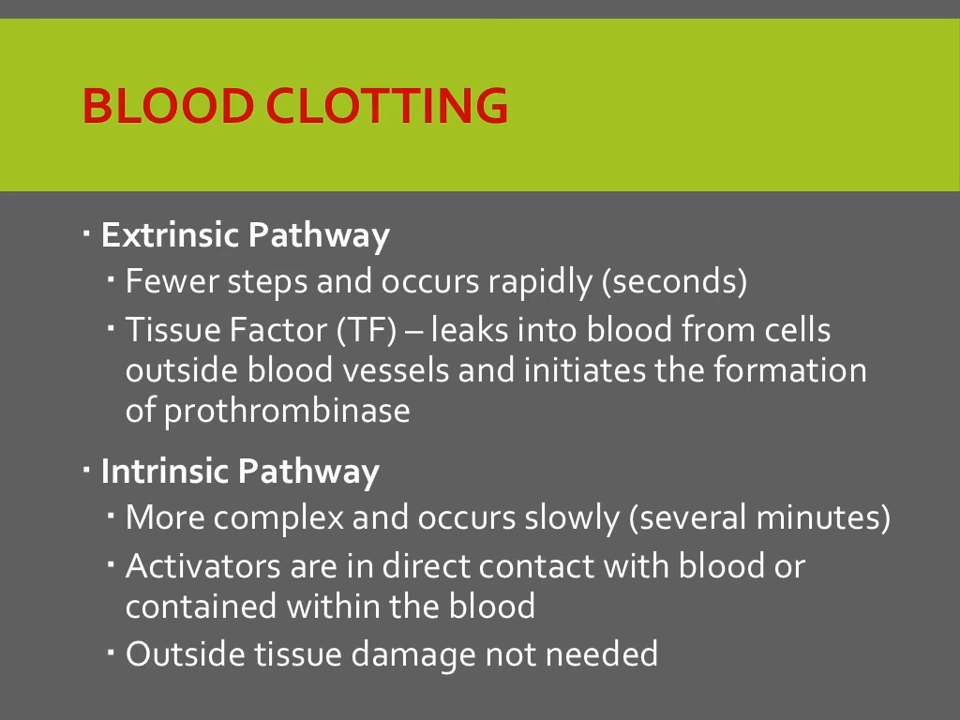 BLOOD CLOTTING
▪ Extrinsic Pathway
▪ Fewer steps and occurs rapidly (seconds)
▪ Tissue Factor (TF) – leaks into blood from cells
outside blood vessels and initiates the formation
of prothrombinase
▪ Intrinsic Pathway
▪ More complex and occurs slowly (several minutes)
▪ Activators are in direct contact with blood or
contained within the blood
▪ Outside tissue damage not needed